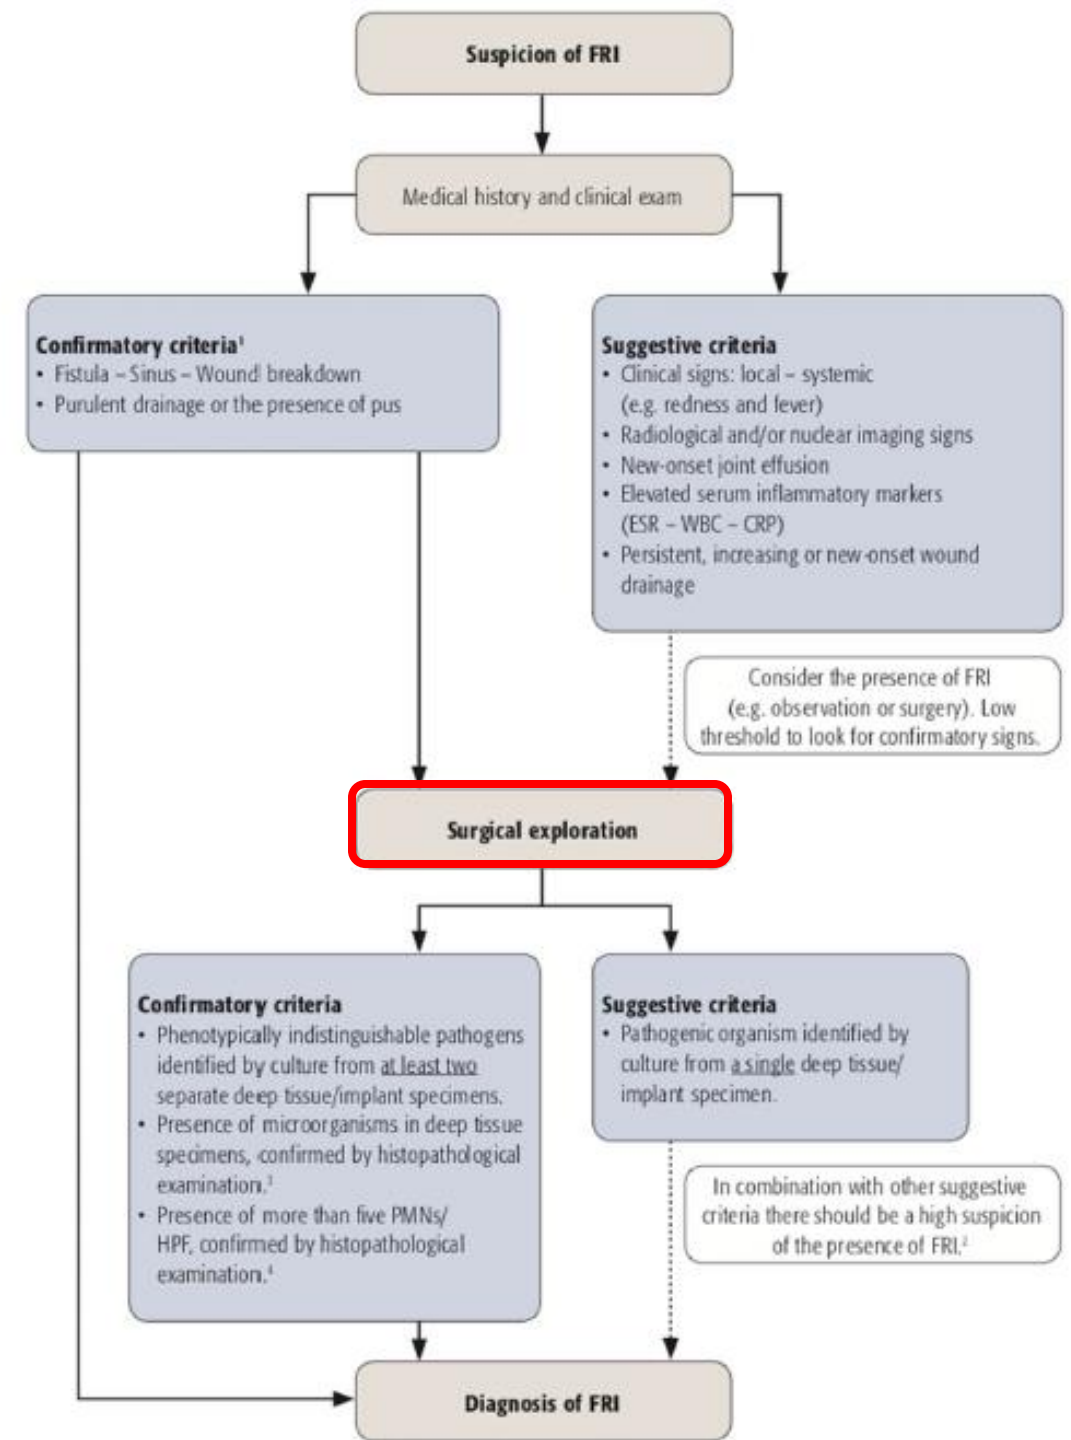 Suspicion of FRI
Medical history and clinical exam
Confirmatory criteria¹
• Fistula – Sinus – Wound breakdown
• Purulent drainage or the presence of pus
Suggestive criteria
• Clinical signs: local – systemic
(e.g. redness and fever)
• Radiological and/or nuclear imaging signs
• New-onset joint effusion
• Elevated serum inflammatory markers
(ESR – WBC – CRP)
• Persistent, increasing or new-onset wound
drainage
Consider the presence of FRI
(e.g. observation or surgery). Low
threshold to look for confirmatory signs.
Surgical exploration
Confirmatory criteria
• Phenotypically indistinguishable pathogens
identified by culture from at least two
separate deep tissue/implant specimens.
• Presence of microorganisms in deep tissue
specimens, confirmed by histopathological
examination.³
• Presence of more than five PMNs/
HPF, confirmed by histopathological
examination.⁴
Suggestive criteria
• Pathogenic organism identified by
culture from a single deep tissue/
implant specimen.
In combination with other suggestive
criteria there should be a high suspicion
of the presence of FRI.²
Diagnosis of FRI